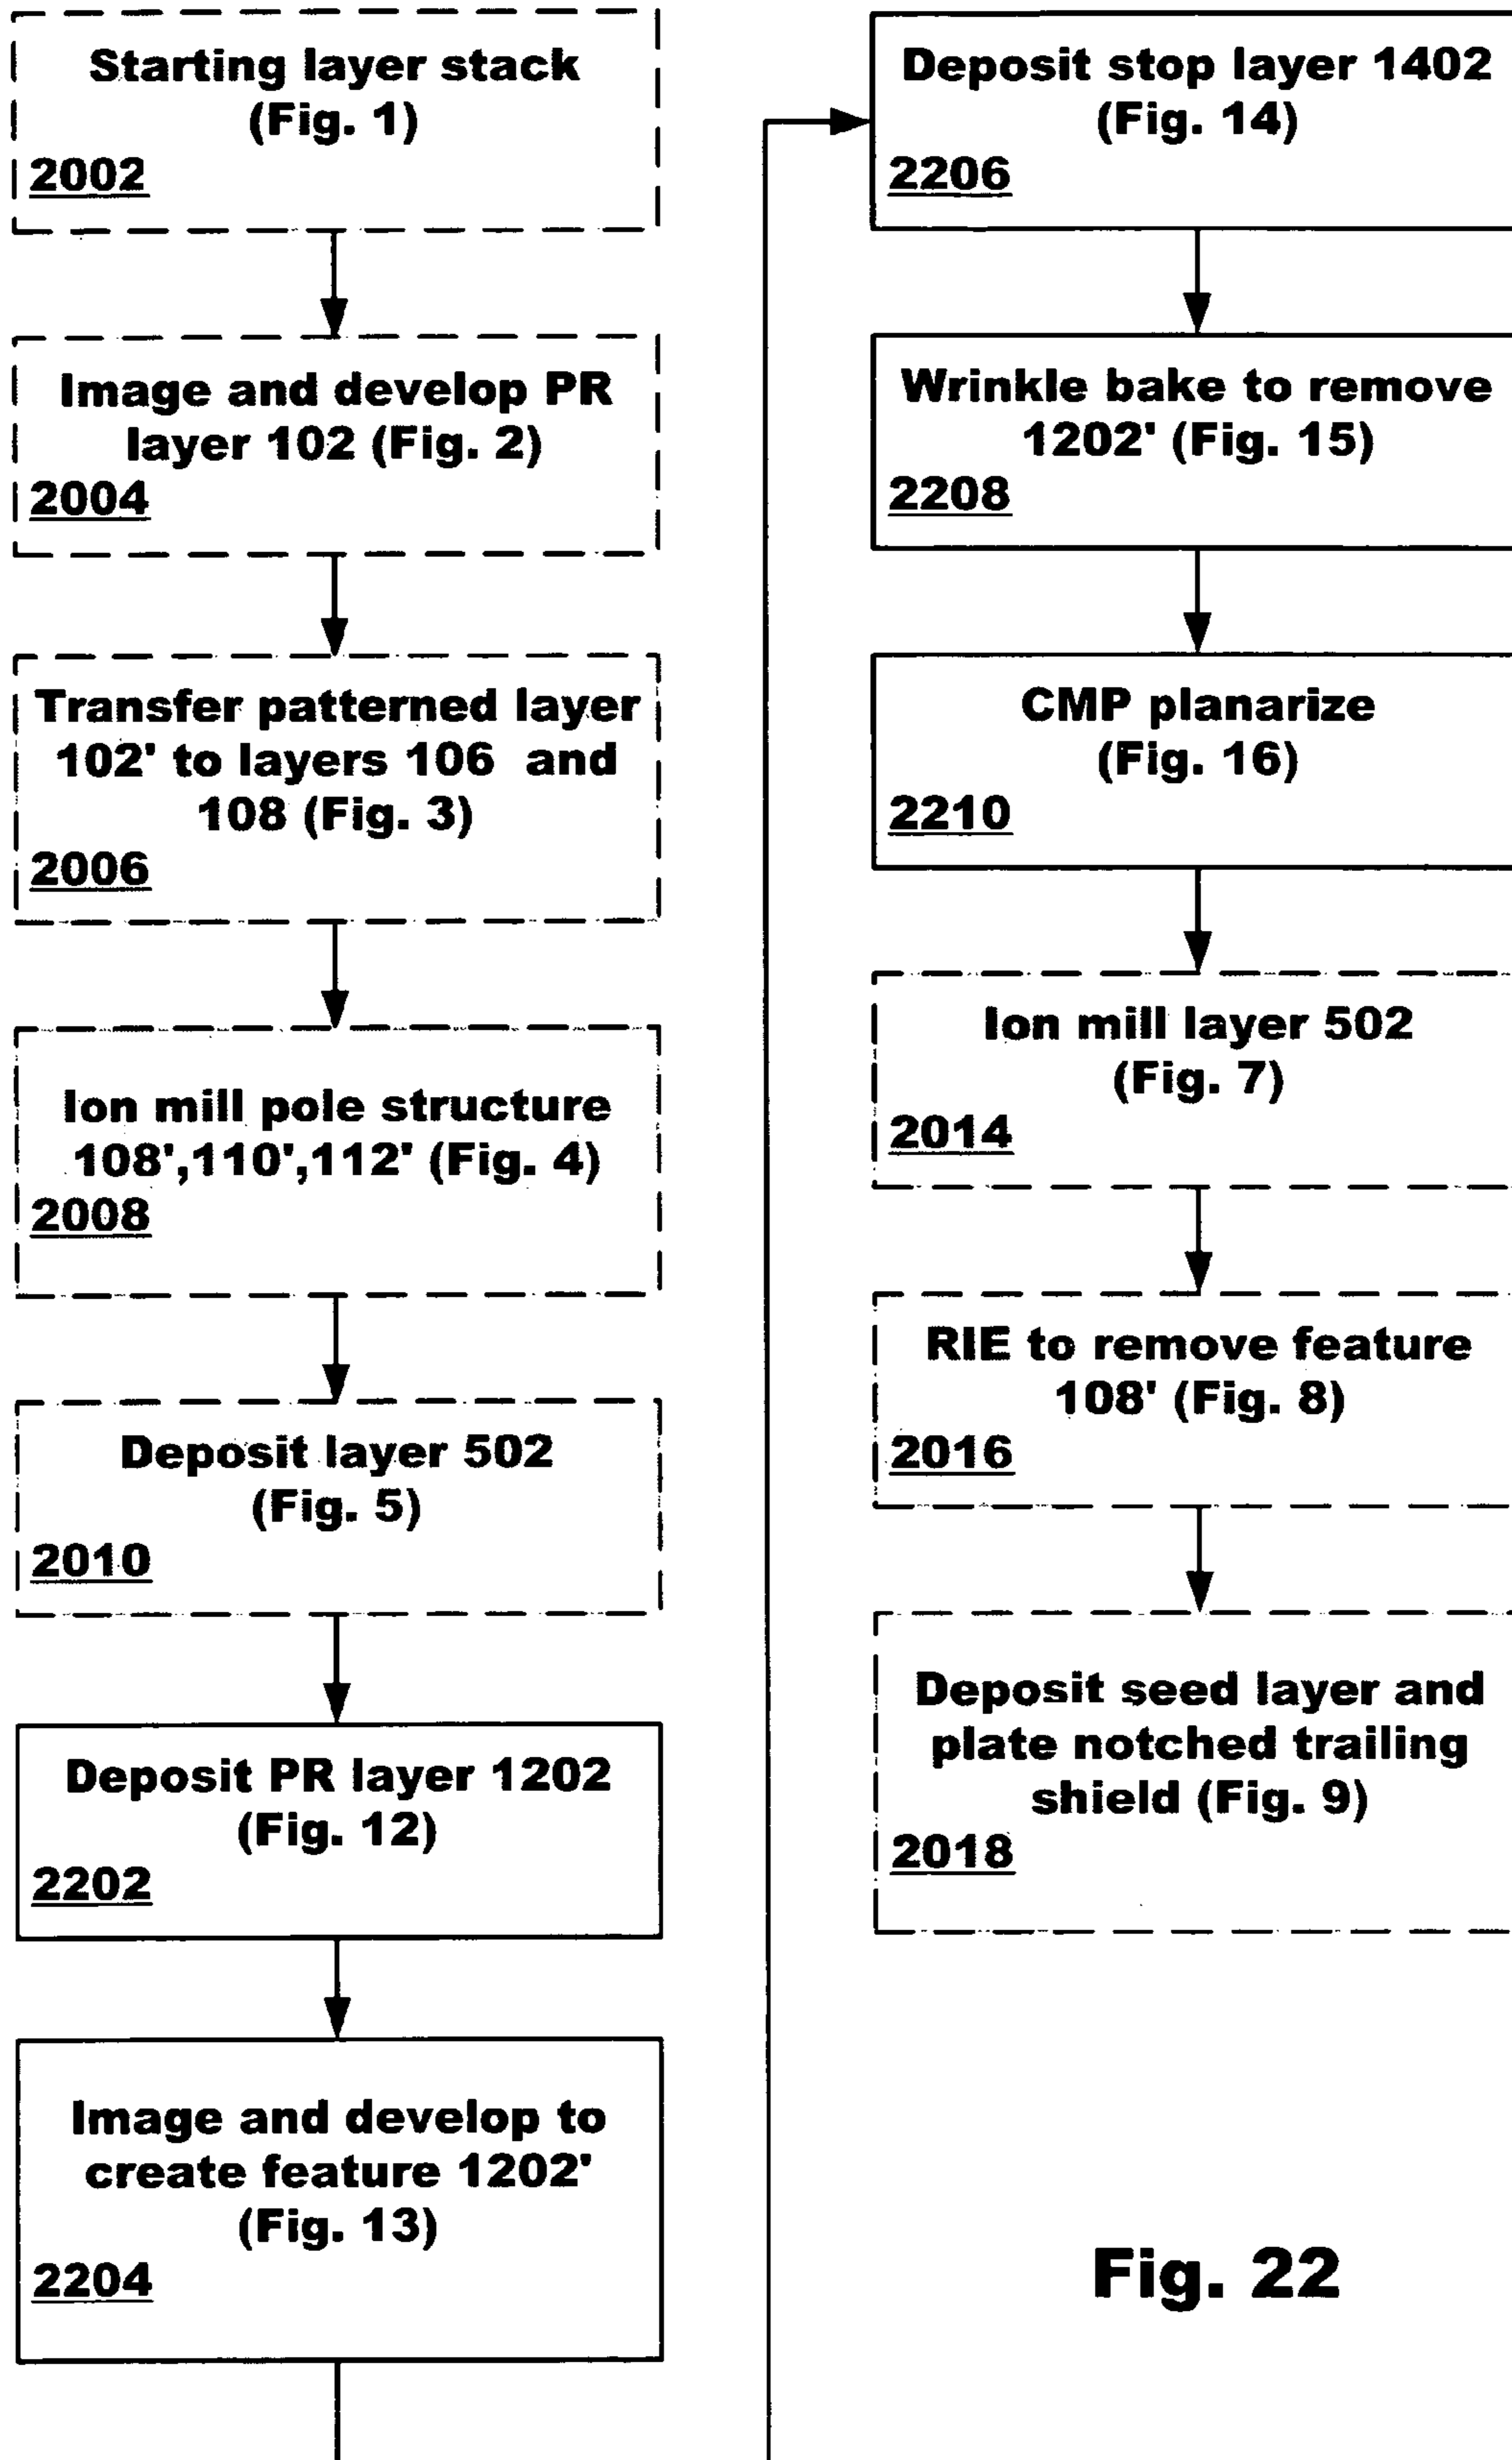 Starting layer stack
(Fig. 1)
2002
Image and develop PR
layer 102 (Fig. 2)
2004
Transfer patterned layer
102' to layers 106 and
108 (Fig. 3)
2006
Ion mill pole structure
108',110',112' (Fig. 4)
2008
Deposit layer 502
(Fig. 5)
2010
Deposit PR layer 1202
(Fig. 12)
2202
Image and develop to
create feature 1202'
(Fig. 13)
2204
Deposit stop layer 1402
(Fig. 14)
2206
Wrinkle bake to remove
1202' (Fig. 15)
2208
CMP planarize
(Fig. 16)
2210
Ion mill layer 502
(Fig. 7)
2014
RIE to remove feature
108' (Fig. 8)
2016
Deposit seed layer and
plate notched trailing
shield (Fig. 9)
2018
Fig. 22